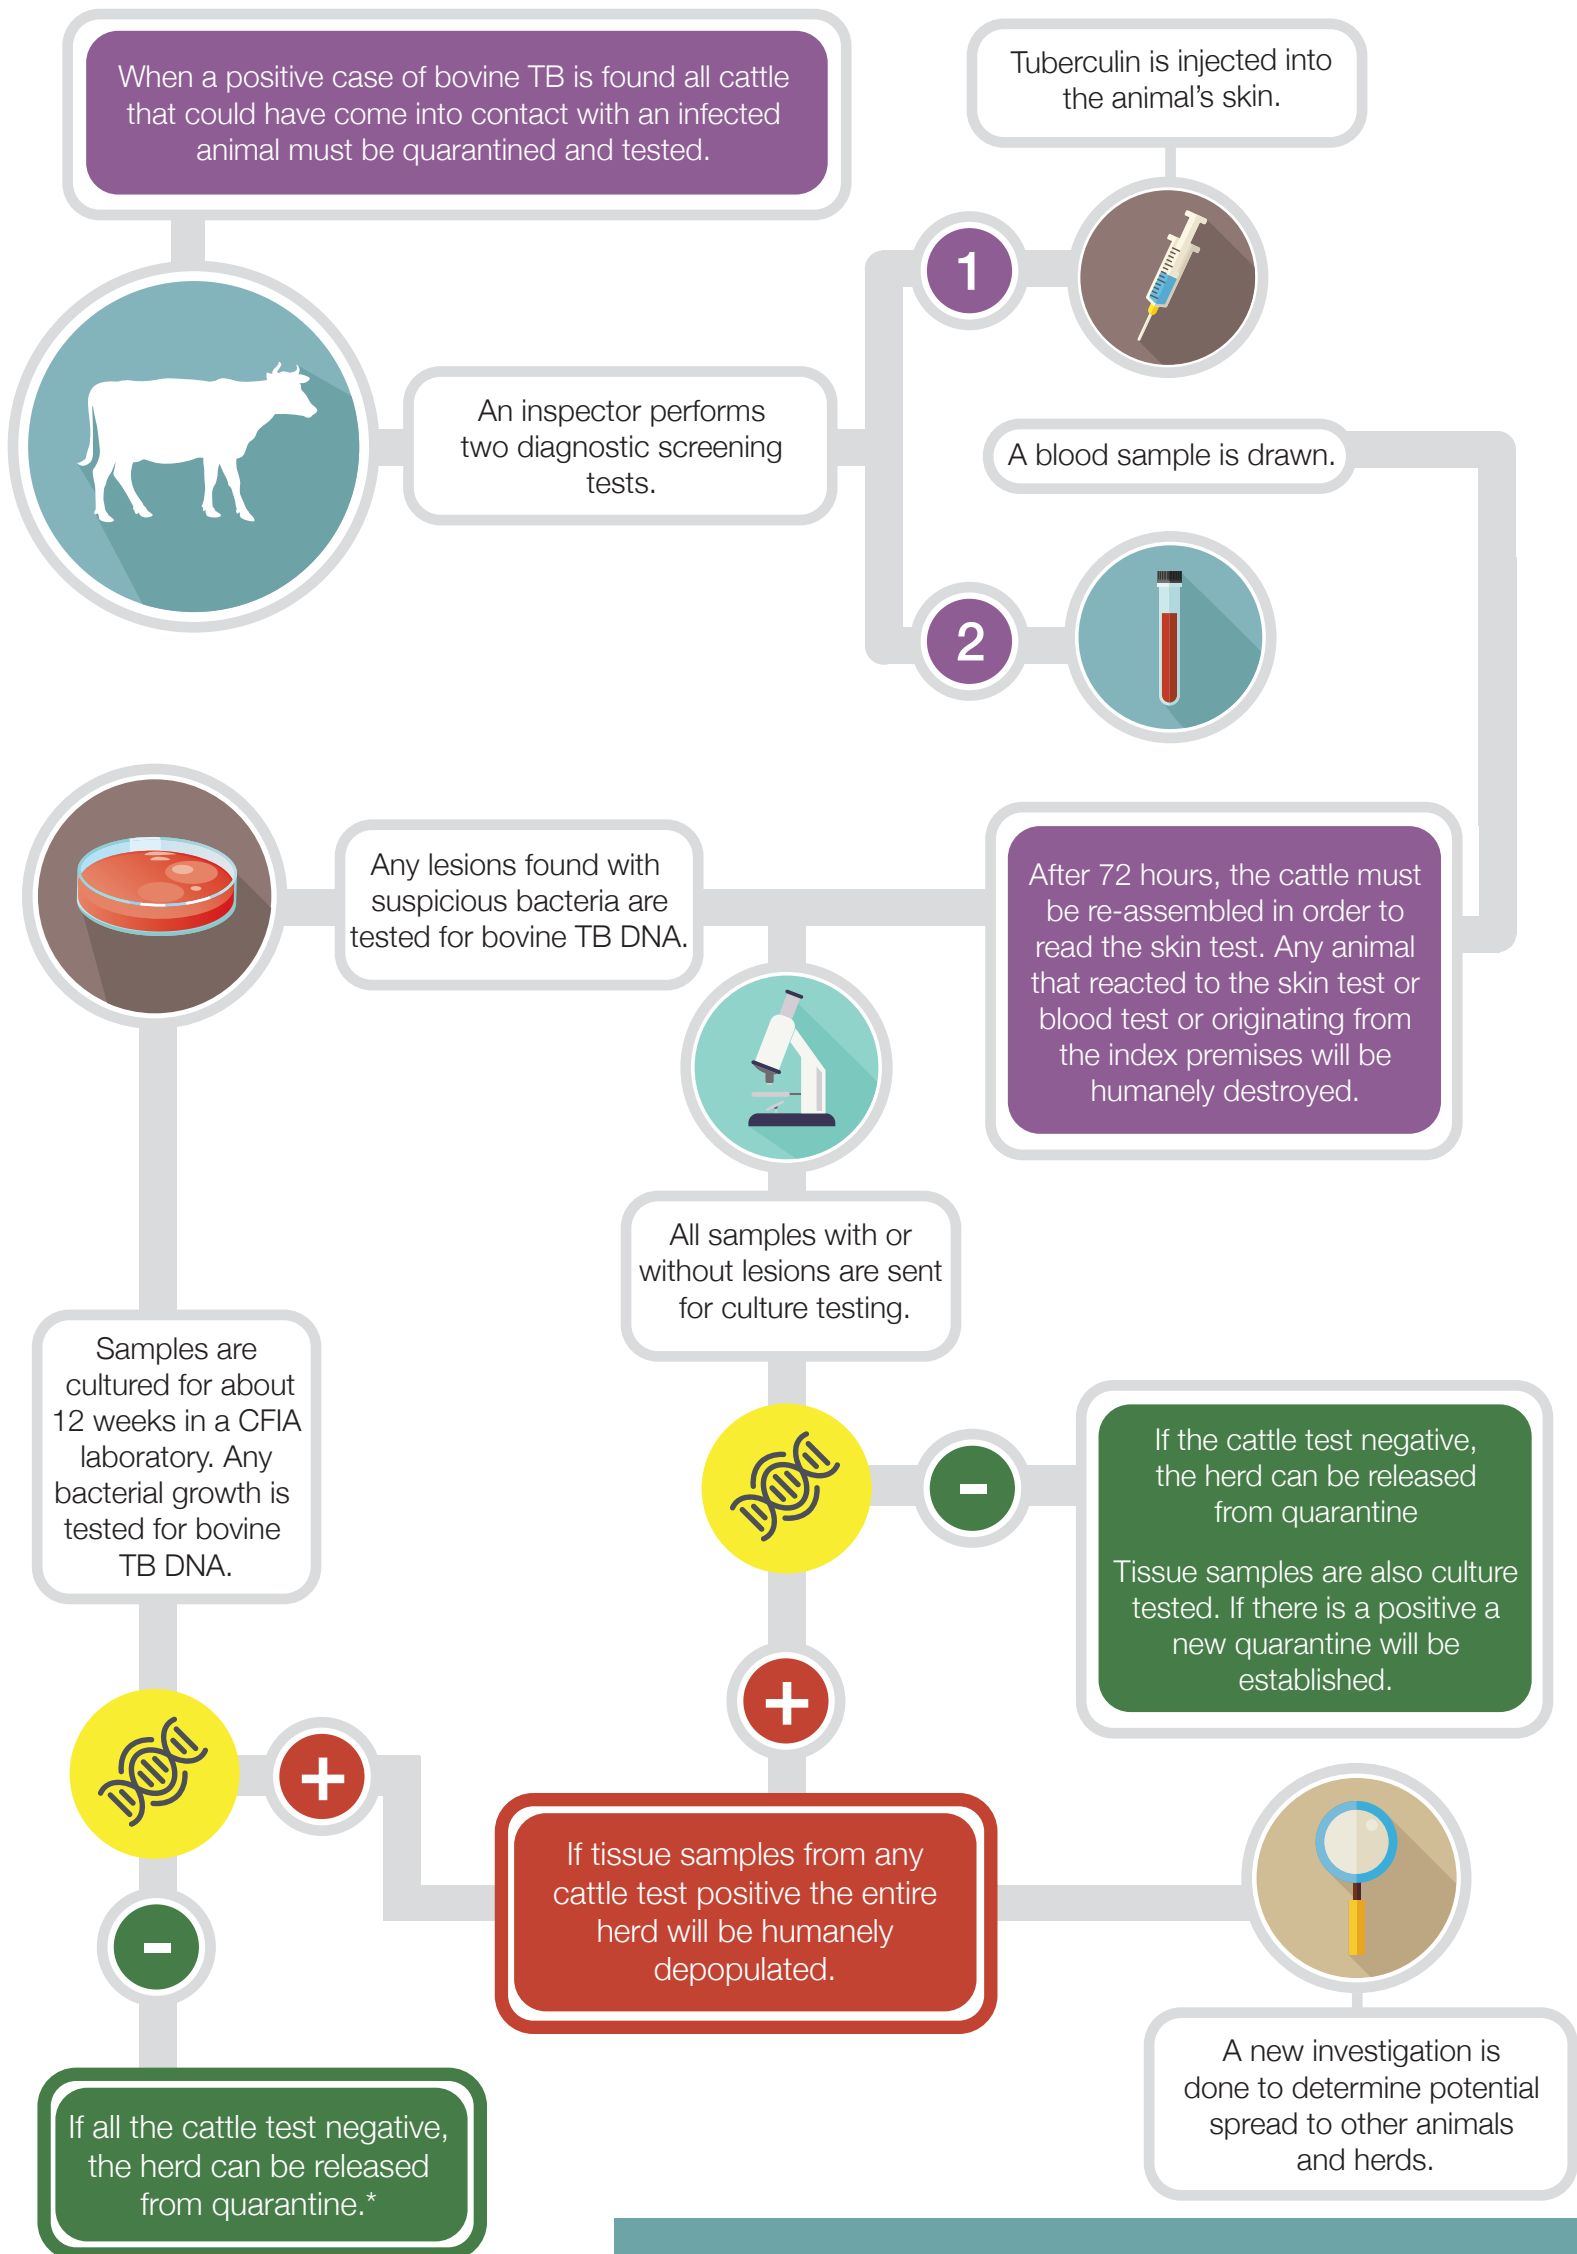 When a positive case of bovine TB is found all cattle
that could have come into contact with an infected
animal must be quarantined and tested.
Tuberculin is injected into
the animal's skin.
1
An inspector performs
two diagnostic screening
tests.
A blood sample is drawn.
2
After 72 hours, the cattle must
be re-assembled in order to
read the skin test. Any animal
that reacted to the skin test or
blood test or originating from
the index premises will be
humanely destroyed.
Any lesions found with
suspicious bacteria are
tested for bovine TB DNA.
All samples with or
without lesions are sent
for culture testing.
Samples are
cultured for about
12 weeks in a CFIA
laboratory. Any
bacterial growth is
tested for bovine
TB DNA.
-
If the cattle test negative,
the herd can be released
from quarantine
Tissue samples are also culture
tested. If there is a positive a
new quarantine will be
established.
+
+
If tissue samples from any
cattle test positive the entire
herd will be humanely
depopulated.
-
A new investigation is
done to determine potential
spread to other animals
and herds.
If all the cattle test negative,
the herd can be released
from quarantine.*